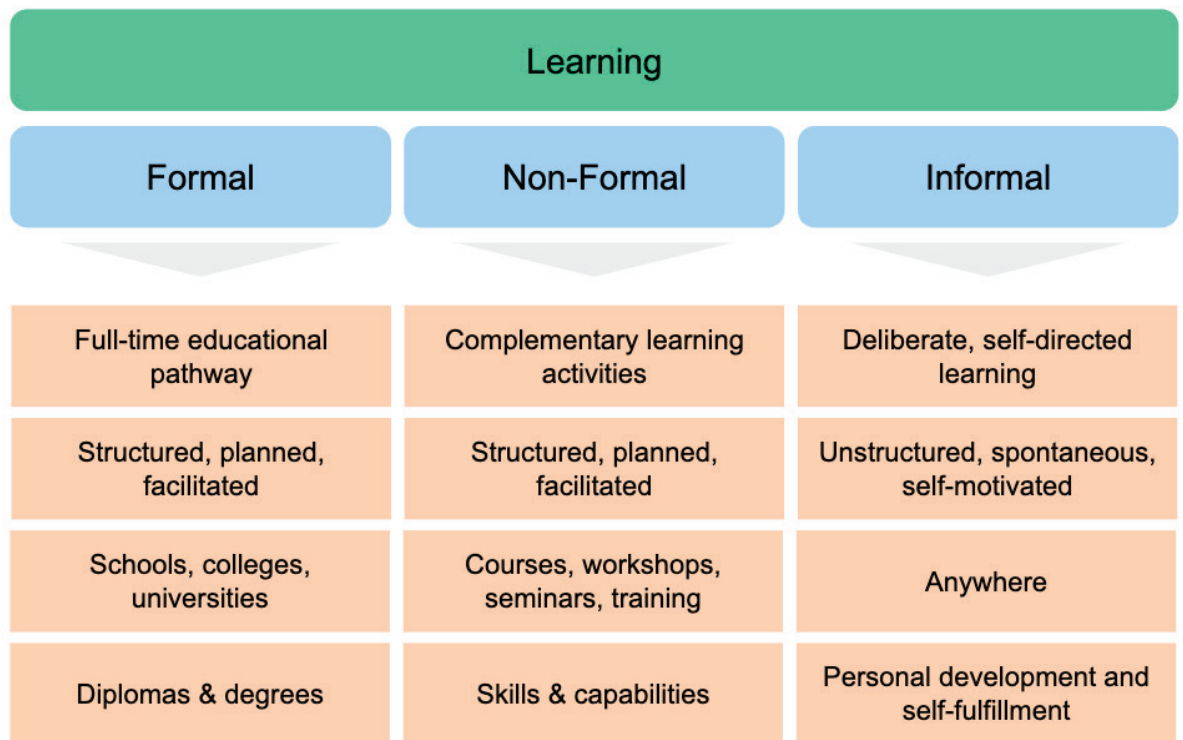 Learning
Formal
Non-Formal
Informal
Full-time educational
pathway
Complementary learning
activities
Deliberate, self-directed
learning
Structured, planned,
facilitated
Structured, planned,
facilitated
Unstructured, spontaneous,
self-motivated
Schools, colleges,
universities
Courses, workshops,
seminars, training
Anywhere
Diplomas & degrees
Skills & capabilities
Personal development and
self-fulfillment